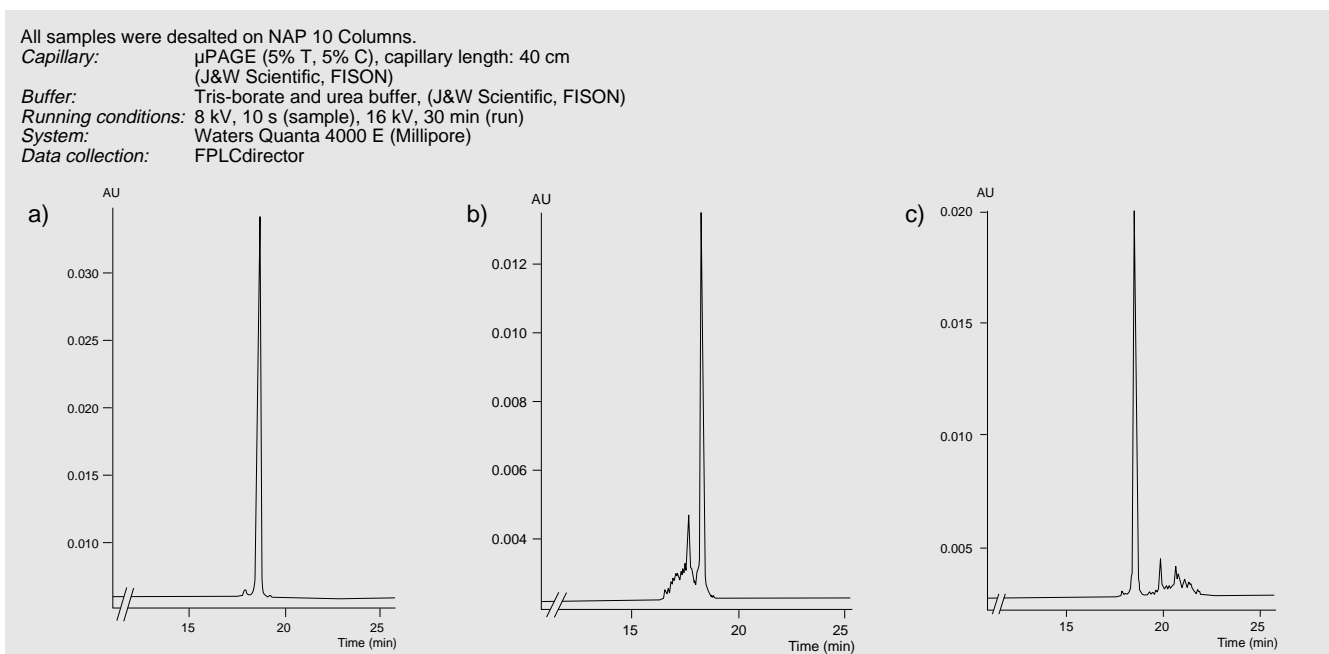 All samples were desalted on NAP 10 Columns.
Capillary: µPAGE (5% T, 5% C), capillary length: 40 cm
(J&W Scientific, FISON)
Buffer: Tris-borate and urea buffer, (J&W Scientific, FISON)
Running conditions: 8 kV, 10 s (sample), 16 kV, 30 min (run)
System: Waters Quanta 4000 E (Millipore)
Data collection: FPLCdirector
a)
AU
0.030
0.025
0.020
0.015
0.010
15 20 25
Time (min)
b)
AU
0.012
0.010
0.008
0.006
0.004
15 20 25
Time (min)
c)
AU
0.020
0.015
0.010
0.005
15 20 25
Time (min)